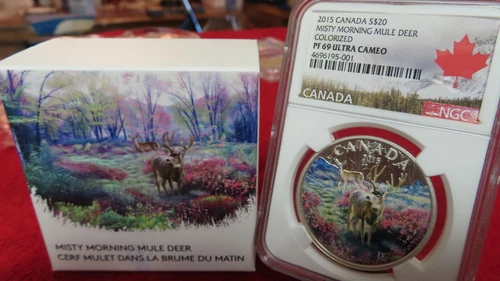 MISTY MORNING MULE DEER
CERF MULET DANS LA BRUME DU MATIN
2015 CANADA S$20
MISTY MORNING MULE DEER
COLORIZED
PF 69 ULTRA CAMEO
4696195-001
CANADA
NGC
CANADA
2015